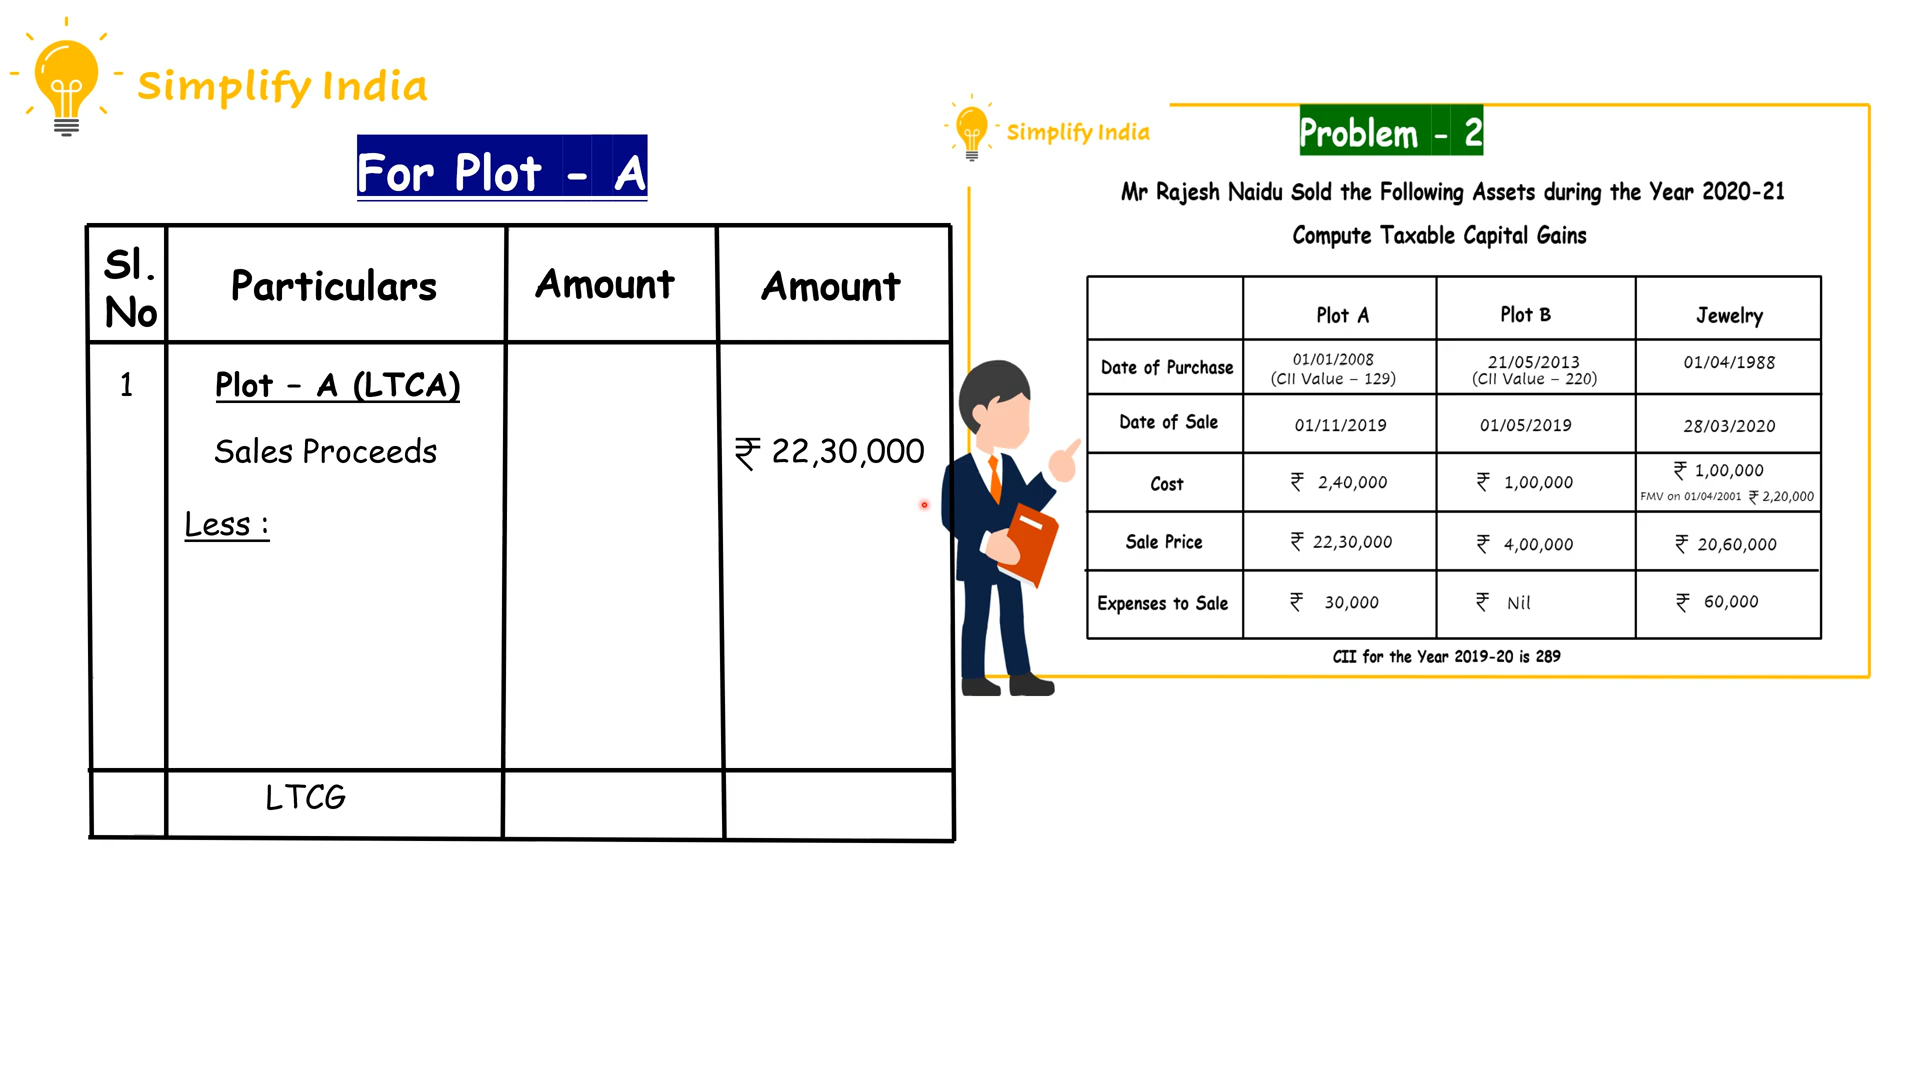 Simplify India
For Plot - A
Sl. No
Particulars
Amount
Amount
1
Plot - A (LTCA)
Sales Proceeds
₹ 22,30,000
Less :
LTCG
Simplify India
Problem - 2
Mr Rajesh Naidu Sold the Following Assets during the Year 2020-21
Compute Taxable Capital Gains
Plot A
Plot B
Jewelry
Date of Purchase
01/01/2008
(CII Value – 129)
21/05/2013
(CII Value – 220)
01/04/1988
Date of Sale
01/11/2019
01/05/2019
28/03/2020
Cost
₹ 2,40,000
₹ 1,00,000
₹ 1,00,000
FMV on 01/04/2001 ₹ 2,20,000
Sale Price
₹ 22,30,000
₹ 4,00,000
₹ 20,60,000
Expenses to Sale
₹ 30,000
₹ Nil
₹ 60,000
CII for the Year 2019-20 is 289